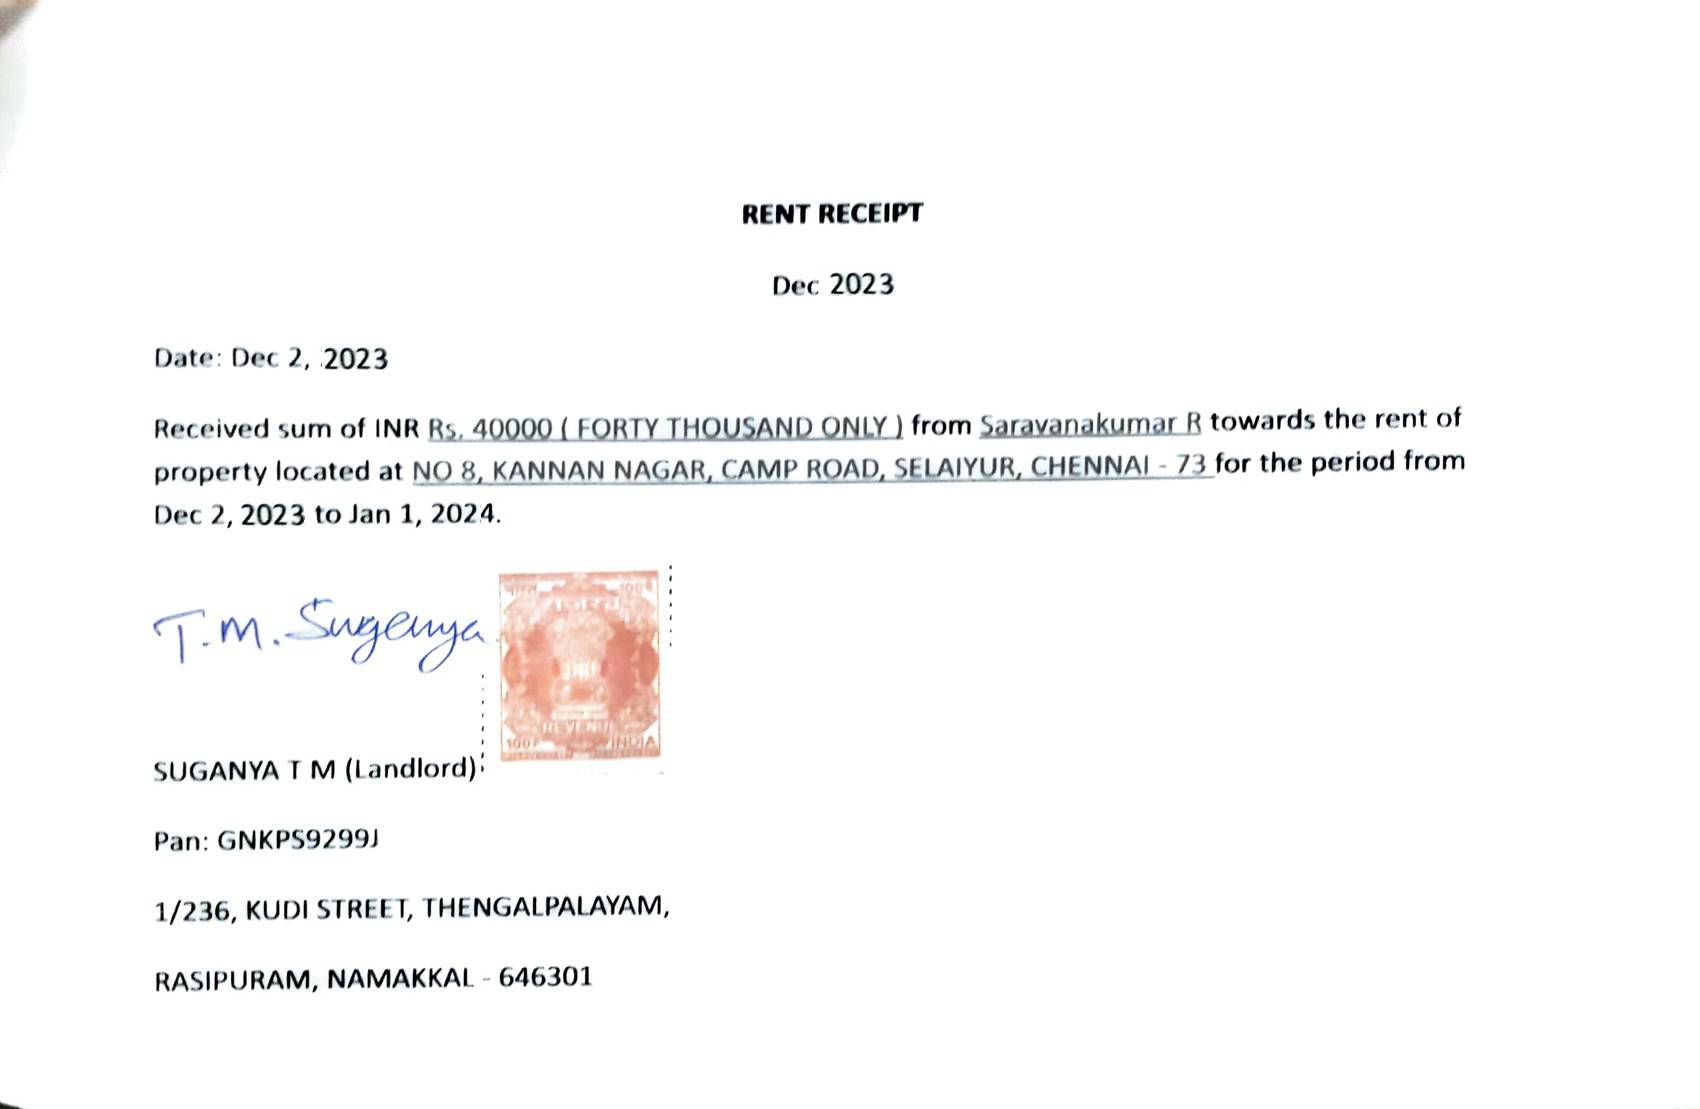 RENT RECEIPT
Dec 2023
Date: Dec 2, 2023
Received sum of INR Rs. 40000 ( FORTY THOUSAND ONLY ) from Saravanakumar R towards the rent of
property located at NO 8, KANNAN NAGAR, CAMP ROAD, SELAIYUR, CHENNAI - 73 for the period from
Dec 2, 2023 to Jan 1, 2024.
T.M. Sugenya
REVENUE
INDIA
SUGANYA T M (Landlord)
Pan: GNKPS9299J
1/236, KUDI STREET, THENGALPALAYAM,
RASIPURAM, NAMAKKAL - 646301